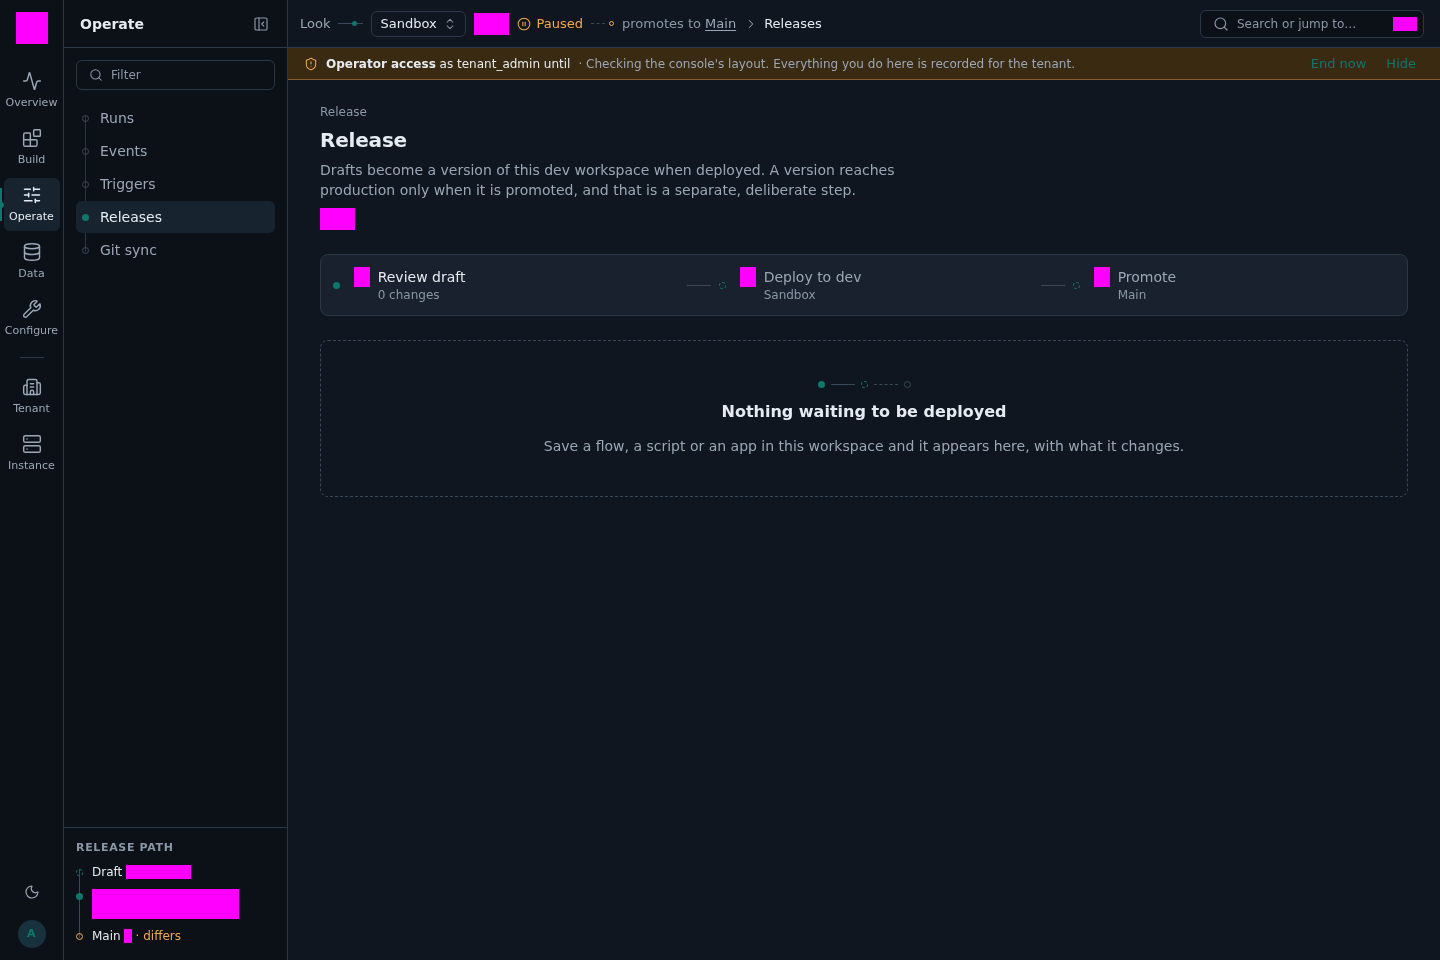 Operate
Look
Sandbox
Paused
promotes to Main
Releases
Search or jump to...
Operator access as tenant_admin until · Checking the console's layout. Everything you do here is recorded for the tenant.
End now
Hide
Filter
Overview
Build
Operate
Data
Configure
Tenant
Instance
Runs
Events
Triggers
Releases
Git sync
Release
Release
Drafts become a version of this dev workspace when deployed. A version reaches
production only when it is promoted, and that is a separate, deliberate step.
Review draft
0 changes
Deploy to dev
Sandbox
Promote
Main
Nothing waiting to be deployed
Save a flow, a script or an app in this workspace and it appears here, with what it changes.
RELEASE PATH
Draft
Main · differs
A